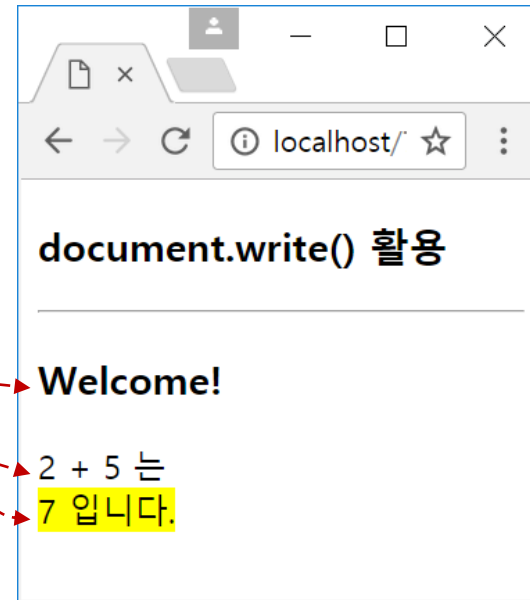 localhost/
document.write() 활용
Welcome!
2 + 5 는
7 입니다.